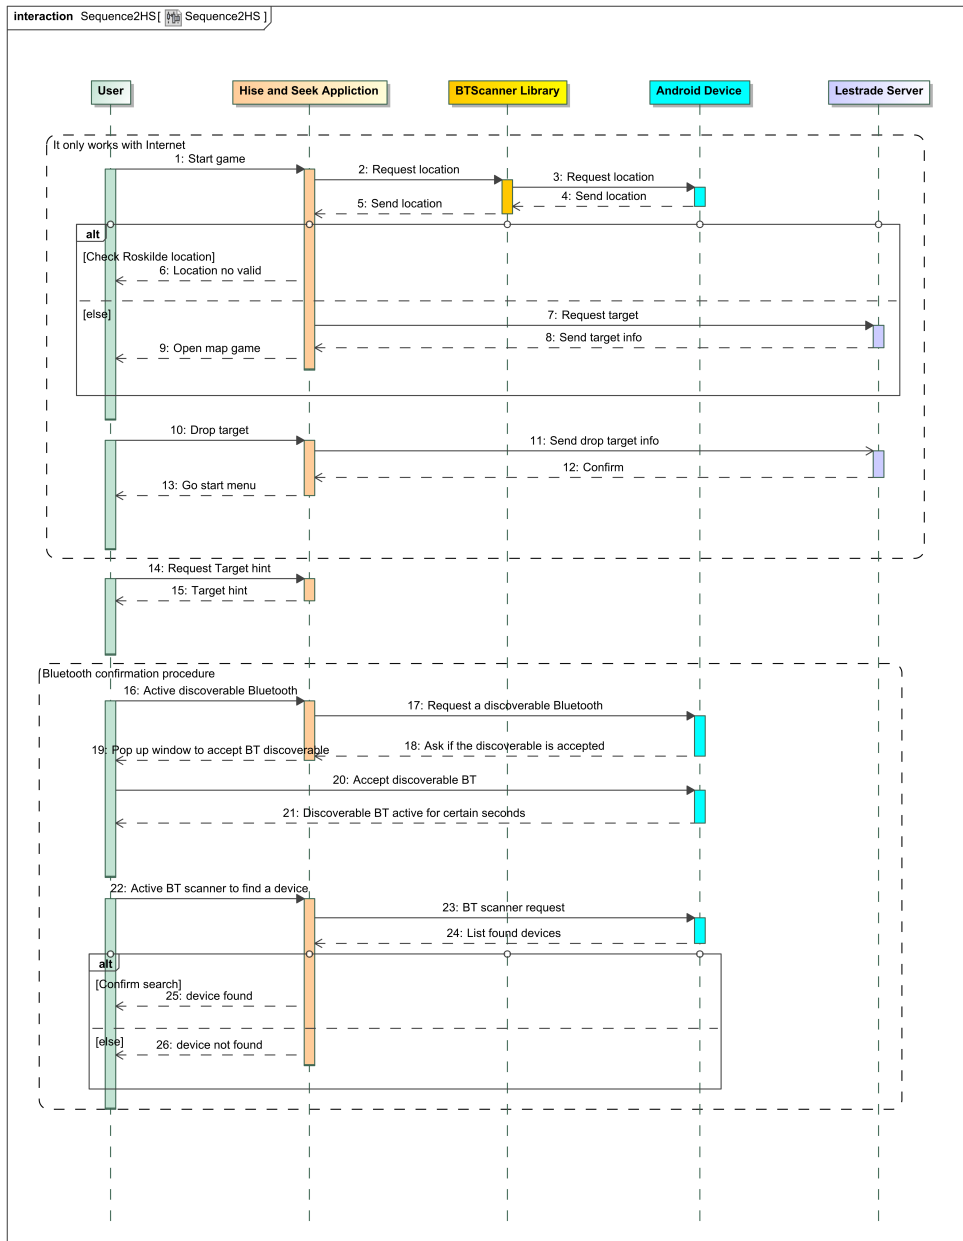 interaction Sequence2HS[ Sequence2HS ]
User
Hise and Seek Appliction
BTScanner Library
Android Device
Lestrade Server
It only works with Internet
1: Start game
2: Request location
3: Request location
4: Send location
5: Send location
alt
[Check Roskilde location]
6: Location no valid
[else]
7: Request target
8: Send target info
9: Open map game
10: Drop target
11: Send drop target info
12: Confirm
13: Go start menu
14: Request Target hint
15: Target hint
Bluetooth confirmation procedure
16: Active discoverable Bluetooth
17: Request a discoverable Bluetooth
18: Ask if the discoverable is accepted
19: Pop up window to accept BT discoverable
20: Accept discoverable BT
21: Discoverable BT active for certain seconds
22: Active BT scanner to find a device
23: BT scanner request
24: List found devices
alt
[Confirm search]
25: device found
[else]
26: device not found